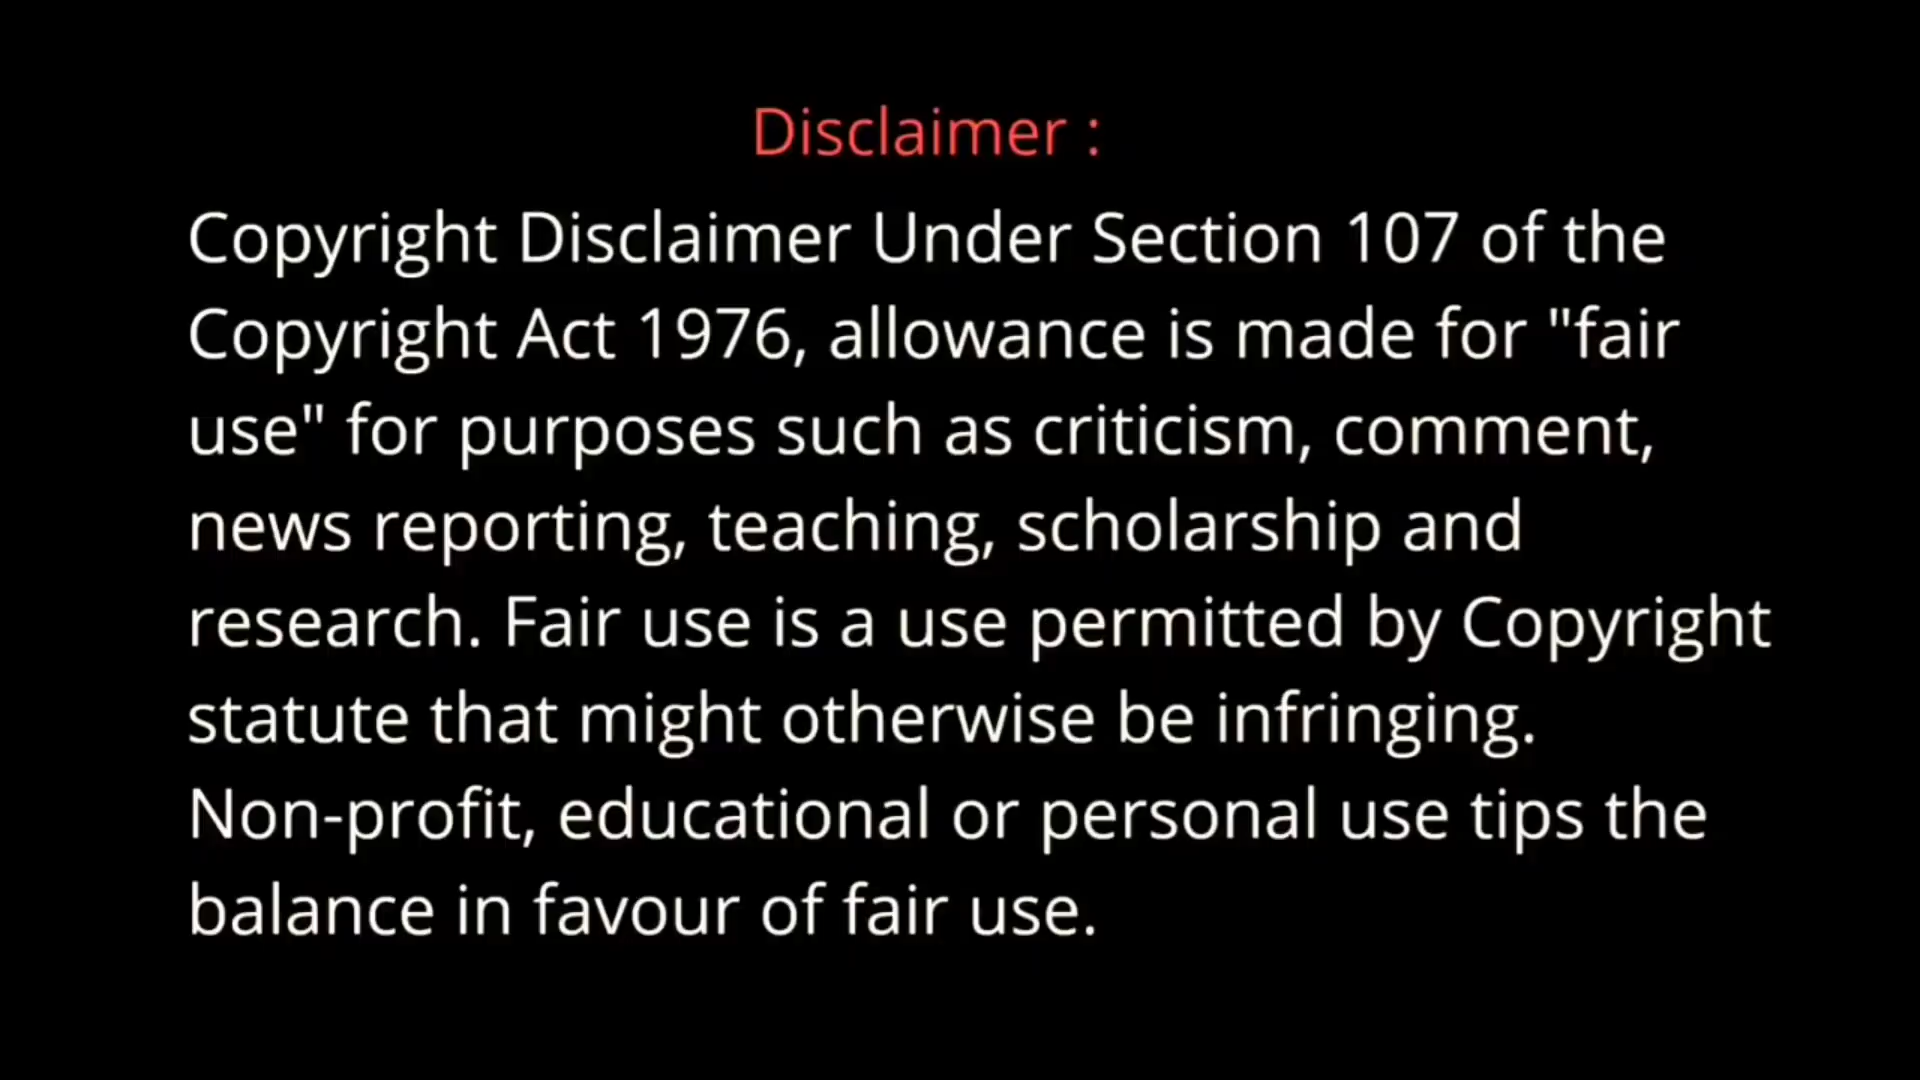 Disclaimer :
Copyright Disclaimer Under Section 107 of the
Copyright Act 1976, allowance is made for "fair
use" for purposes such as criticism, comment,
news reporting, teaching, scholarship and
research. Fair use is a use permitted by Copyright
statute that might otherwise be infringing.
Non-profit, educational or personal use tips the
balance in favour of fair use.